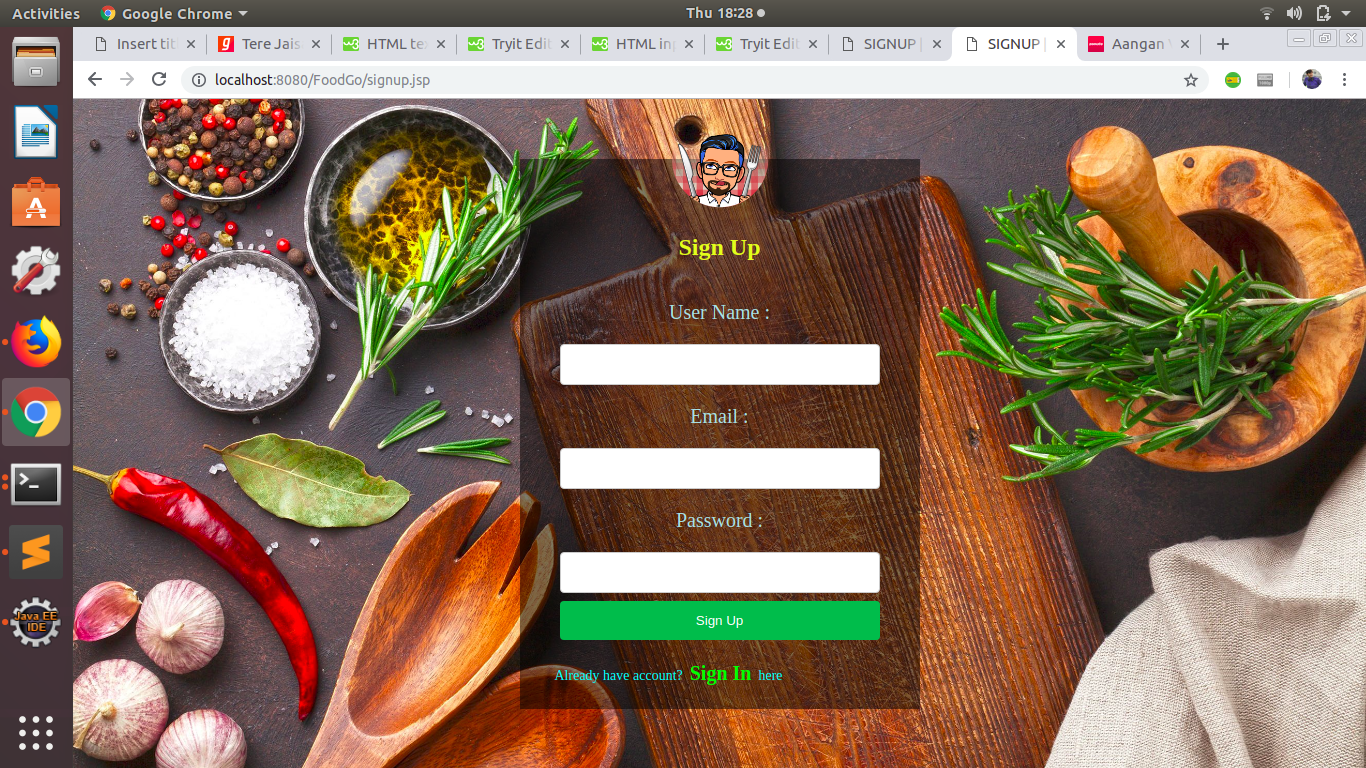 Activities Google Chrome Thu 18:28
Insert titl Tere Jais HTML te Tryit Edit HTML in Tryit Edit SIGNUP | SIGNUP | Aangan
localhost:8080/FoodGo/signup.jsp
Sign Up
User Name :
Email :
Password :
Sign Up
Already have account? Sign In here
Java EE
IDE